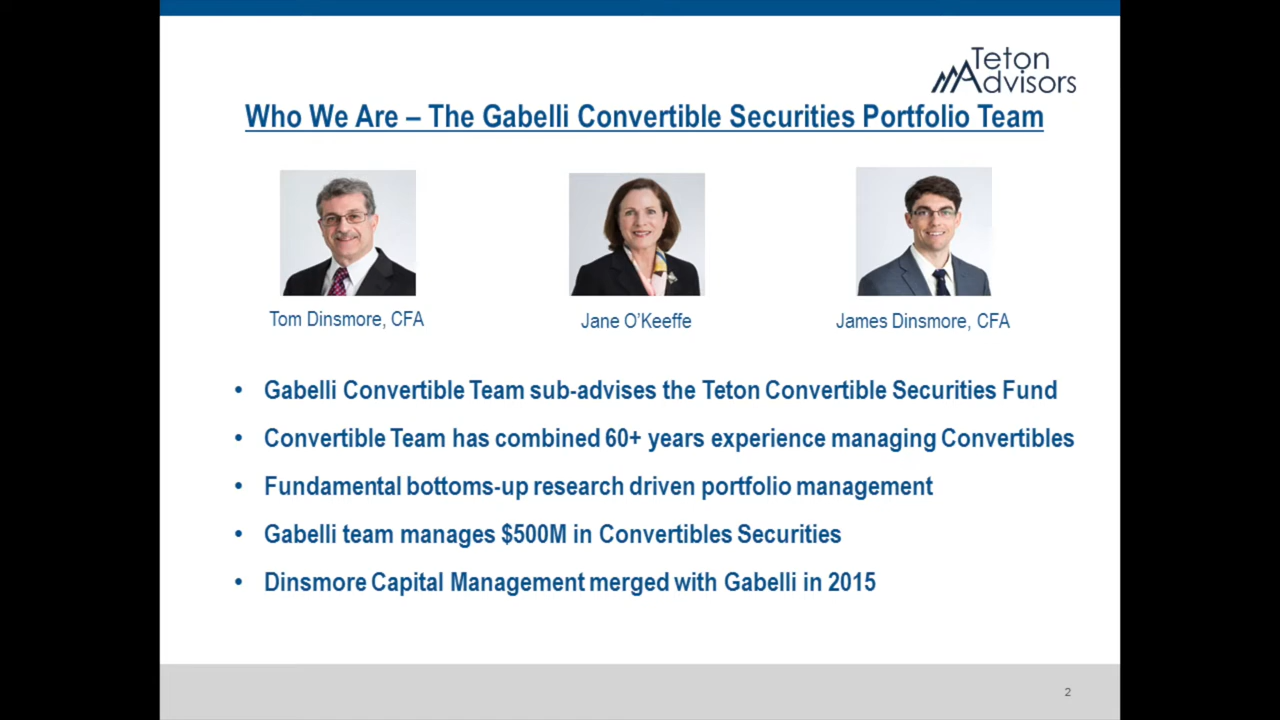 Teton
Advisors
Who We Are – The Gabelli Convertible Securities Portfolio Team
Tom Dinsmore, CFA
Jane O’Keeffe
James Dinsmore, CFA
• Gabelli Convertible Team sub-advises the Teton Convertible Securities Fund
• Convertible Team has combined 60+ years experience managing Convertibles
• Fundamental bottoms-up research driven portfolio management
• Gabelli team manages $500M in Convertibles Securities
• Dinsmore Capital Management merged with Gabelli in 2015
2